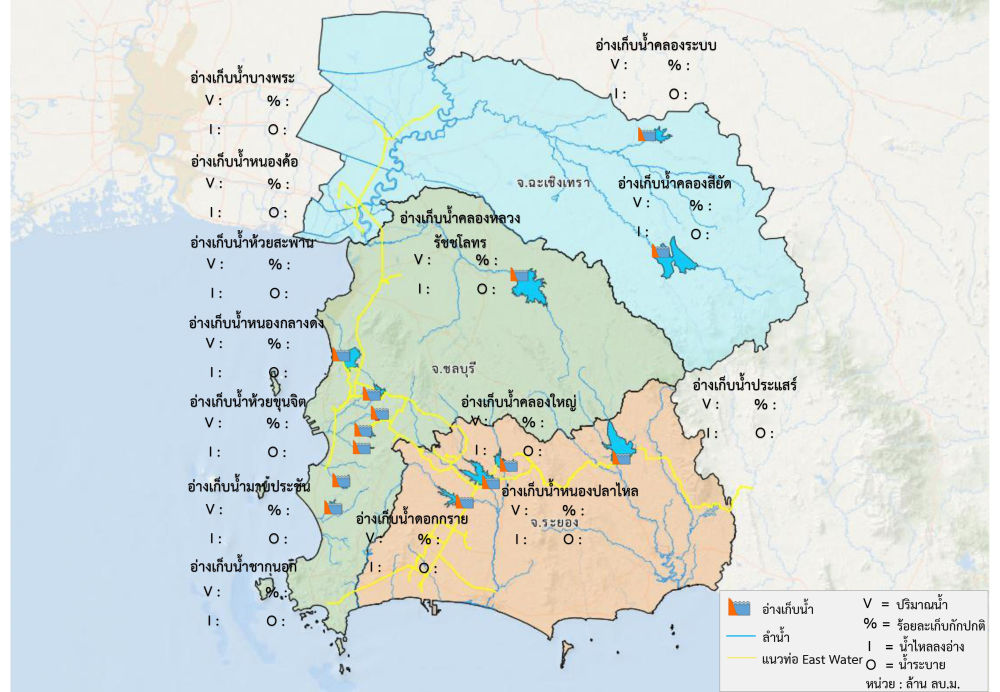 อ่างเก็บน้ำคลองระบบ
V : % :
I : O :
อ่างเก็บน้ำบางพระ
V : % :
I : O :
อ่างเก็บน้ำหนองค้อ
V : % :
I : O :
จ.ฉะเชิงเทรา
อ่างเก็บน้ำคลองสียัด
V : % :
I : O :
อ่างเก็บน้ำคลองหลวง
รัชชโลทร
V : % :
I : O :
อ่างเก็บน้ำห้วยสะพาน
V : % :
I : O :
อ่างเก็บน้ำหนองกลางดง
V : % :
I : O :
จ.ชลบุรี
อ่างเก็บน้ำประแสร์
V : % :
I : O :
อ่างเก็บน้ำห้วยขุนจิต
V : % :
I : O :
อ่างเก็บน้ำคลองใหญ่
V : % :
I : O :
อ่างเก็บน้ำมาบประชัน
V : % :
I : O :
อ่างเก็บน้ำหนองปลาไหล
V : % :
จ.ระยอง
I : O :
อ่างเก็บน้ำดอกกราย
V : % :
I : O :
อ่างเก็บน้ำซากนอก
V : % :
I : O :
อ่างเก็บน้ำ
ลำน้ำ
แนวท่อ East Water
V = ปริมาณน้ำ
% = ร้อยละเก็บกักปกติ
I = น้ำไหลลงอ่าง
O = น้ำระบาย
หน่วย : ล้าน ลบ.ม.